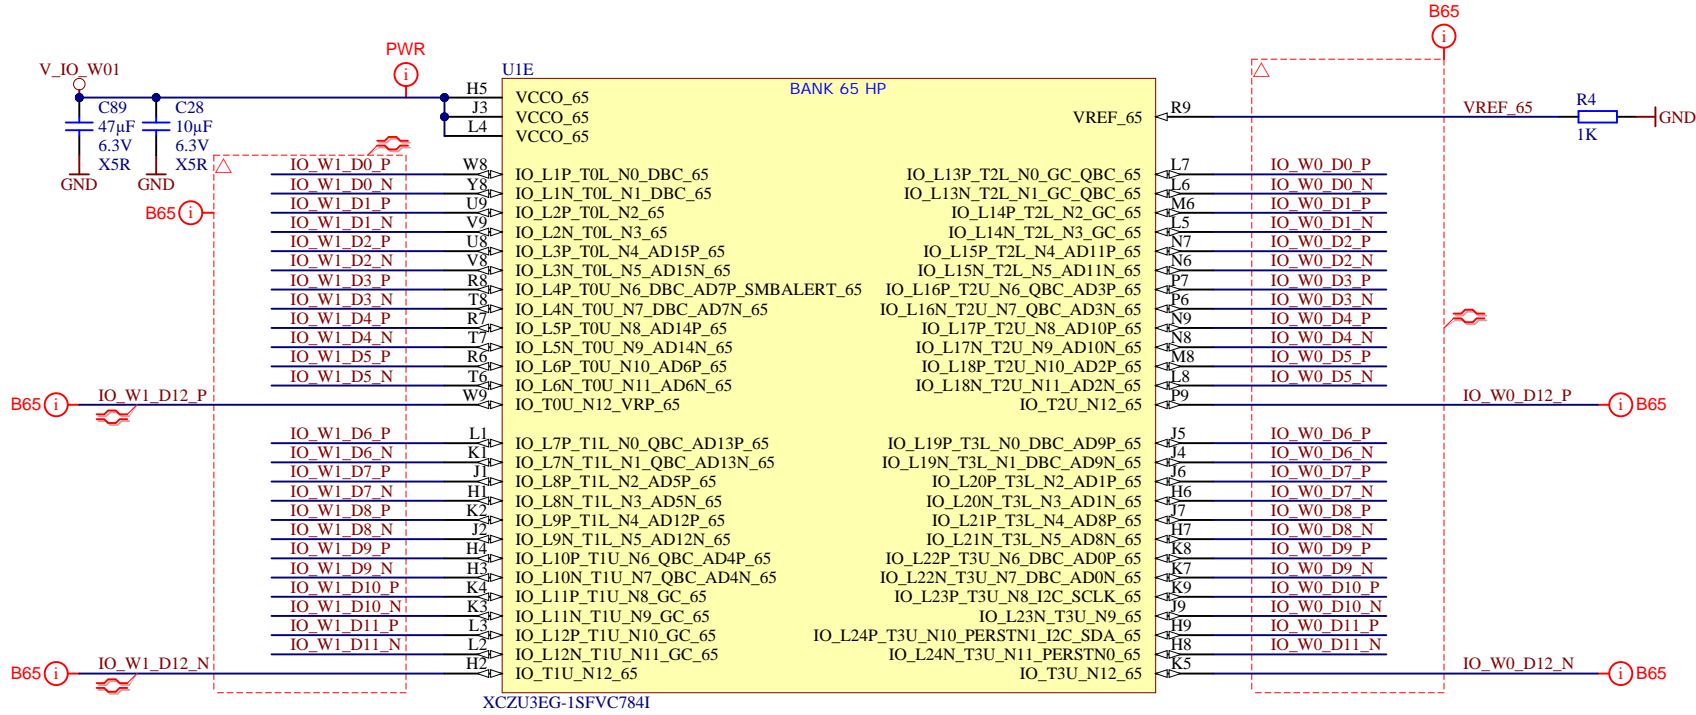 B65
PWR
V_IO_W01
U1E
BANK 65 HP
C89
47µF
6.3V
X5R
GND
C28
10µF
6.3V
X5R
GND
H5 VCCO_65
J3 VCCO_65
L4 VCCO_65
VREF_65 R9 VREF_65 R4 1K GND
IO_W1_D0_P W8 IO_L1P_T0L_N0_DBC_65 IO_L13P_T2L_N0_GC_QBC_65 L7 IO_W0_D0_P
IO_W1_D0_N Y8 IO_L1N_T0L_N1_DBC_65 IO_L13N_T2L_N1_GC_QBC_65 L6 IO_W0_D0_N
B65
IO_W1_D1_P U9 IO_L2P_T0L_N2_65 IO_L14P_T2L_N2_GC_65 M6 IO_W0_D1_P
IO_W1_D1_N V9 IO_L2N_T0L_N3_65 IO_L14N_T2L_N3_GC_65 L5 IO_W0_D1_N
IO_W1_D2_P U8 IO_L3P_T0L_N4_AD15P_65 IO_L15P_T2L_N4_AD11P_65 N7 IO_W0_D2_P
IO_W1_D2_N V8 IO_L3N_T0L_N5_AD15N_65 IO_L15N_T2L_N5_AD11N_65 N6 IO_W0_D2_N
IO_W1_D3_P R8 IO_L4P_T0U_N6_DBC_AD7P_SMBALERT_65 IO_L16P_T2U_N6_QBC_AD3P_65 P7 IO_W0_D3_P
IO_W1_D3_N T8 IO_L4N_T0U_N7_DBC_AD7N_65 IO_L16N_T2U_N7_QBC_AD3N_65 P6 IO_W0_D3_N
IO_W1_D4_P R7 IO_L5P_T0U_N8_AD14P_65 IO_L17P_T2U_N8_AD10P_65 N9 IO_W0_D4_P
IO_W1_D4_N T7 IO_L5N_T0U_N9_AD14N_65 IO_L17N_T2U_N9_AD10N_65 N8 IO_W0_D4_N
IO_W1_D5_P R6 IO_L6P_T0U_N10_AD6P_65 IO_L18P_T2U_N10_AD2P_65 M8 IO_W0_D5_P
IO_W1_D5_N T6 IO_L6N_T0U_N11_AD6N_65 IO_L18N_T2U_N11_AD2N_65 L8 IO_W0_D5_N
B65 IO_W1_D12_P W9 IO_T0U_N12_VRP_65 IO_T2U_N12_65 P9 IO_W0_D12_P B65
IO_W1_D6_P L1 IO_L7P_T1L_N0_QBC_AD13P_65 IO_L19P_T3L_N0_DBC_AD9P_65 J5 IO_W0_D6_P
IO_W1_D6_N K1 IO_L7N_T1L_N1_QBC_AD13N_65 IO_L19N_T3L_N1_DBC_AD9N_65 J4 IO_W0_D6_N
IO_W1_D7_P J1 IO_L8P_T1L_N2_AD5P_65 IO_L20P_T3L_N2_AD1P_65 J6 IO_W0_D7_P
IO_W1_D7_N H1 IO_L8N_T1L_N3_AD5N_65 IO_L20N_T3L_N3_AD1N_65 H6 IO_W0_D7_N
IO_W1_D8_P K2 IO_L9P_T1L_N4_AD12P_65 IO_L21P_T3L_N4_AD8P_65 J7 IO_W0_D8_P
IO_W1_D8_N J2 IO_L9N_T1L_N5_AD12N_65 IO_L21N_T3L_N5_AD8N_65 H7 IO_W0_D8_N
IO_W1_D9_P H4 IO_L10P_T1U_N6_QBC_AD4P_65 IO_L22P_T3U_N6_DBC_AD0P_65 K8 IO_W0_D9_P
IO_W1_D9_N H3 IO_L10N_T1U_N7_QBC_AD4N_65 IO_L22N_T3U_N7_DBC_AD0N_65 K7 IO_W0_D9_N
IO_W1_D10_P K4 IO_L11P_T1U_N8_GC_65 IO_L23P_T3U_N8_I2C_SCLK_65 K9 IO_W0_D10_P
IO_W1_D10_N K3 IO_L11N_T1U_N9_GC_65 IO_L23N_T3U_N9_65 J9 IO_W0_D10_N
IO_W1_D11_P L3 IO_L12P_T1U_N10_GC_65 IO_L24P_T3U_N10_PERSTN1_I2C_SDA_65 H9 IO_W0_D11_P
IO_W1_D11_N L2 IO_L12N_T1U_N11_GC_65 IO_L24N_T3U_N11_PERSTN0_65 H8 IO_W0_D11_N
B65 IO_W1_D12_N H2 IO_T1U_N12_65 IO_T3U_N12_65 K5 IO_W0_D12_N B65
XCZU3EG-1SFVC784I